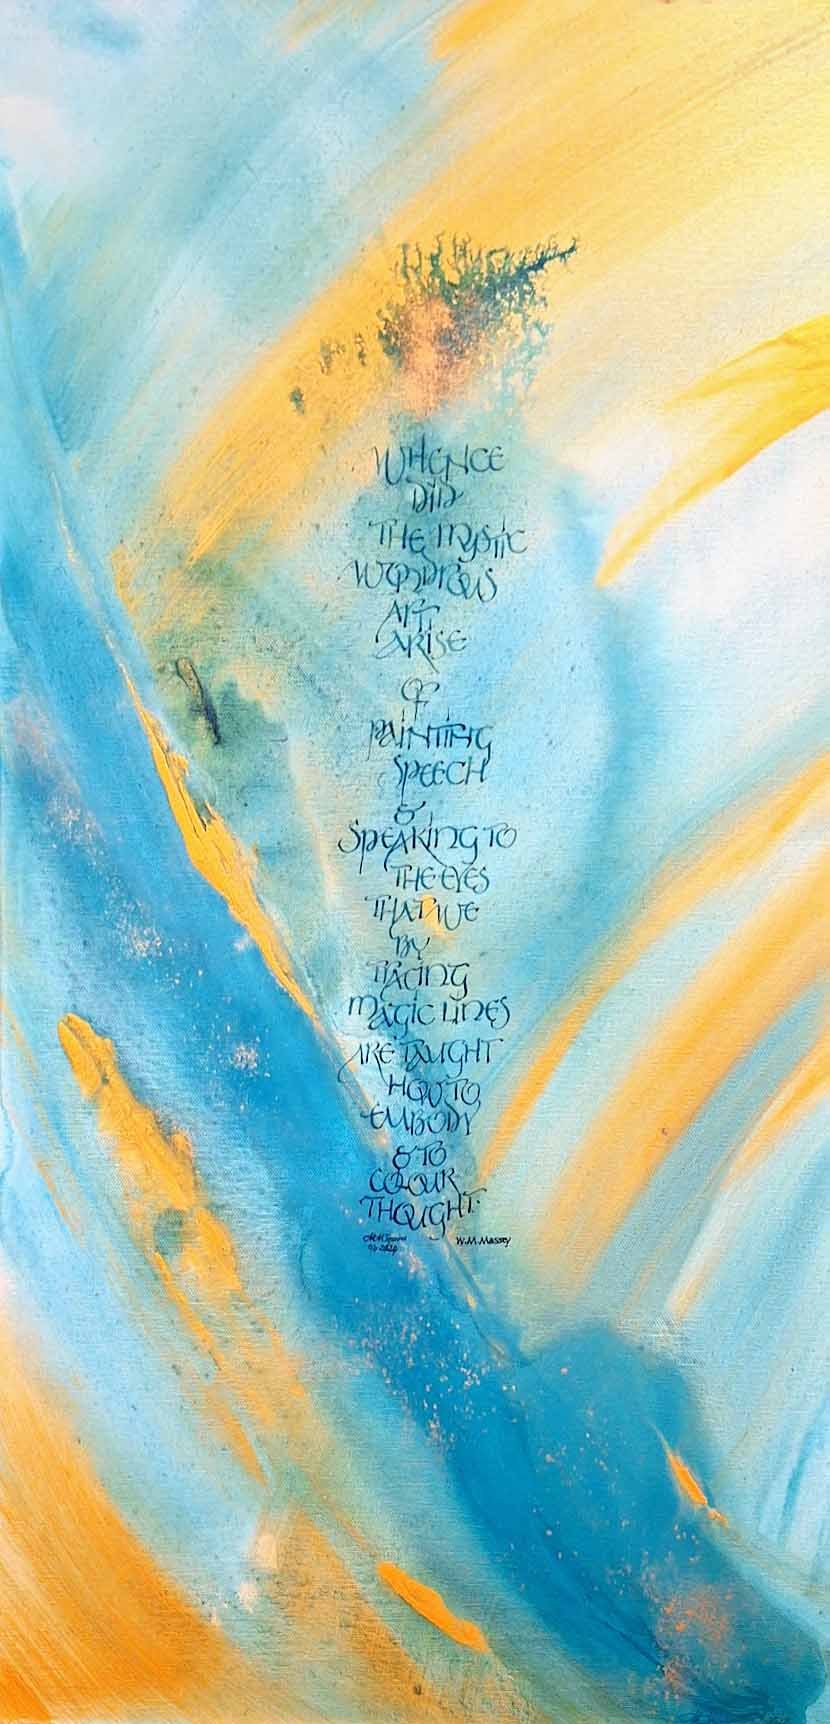 WHENCE
DID
THE MYSTIC
WONDROUS
ART
ARISE
OF
PAINTING
SPEECH
&
SPEAKING TO
THE EYES
THAT WE
BY
TRACING
MAGIC LINES
ARE TAUGHT
HOW TO
EMBODY
& TO
COLOUR
THOUGHT.
W.M. Massey